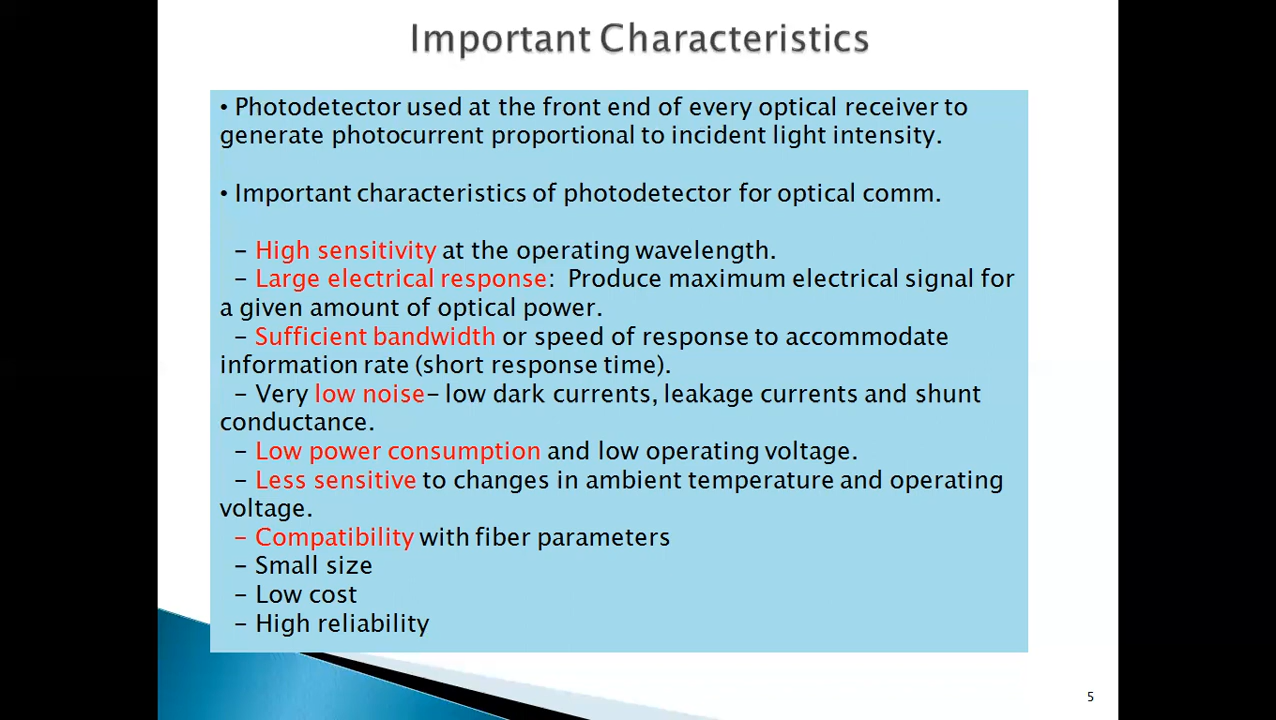 Important Characteristics
• Photodetector used at the front end of every optical receiver to
generate photocurrent proportional to incident light intensity.
• Important characteristics of photodetector for optical comm.
– High sensitivity at the operating wavelength.
– Large electrical response: Produce maximum electrical signal for
a given amount of optical power.
– Sufficient bandwidth or speed of response to accommodate
information rate (short response time).
– Very low noise– low dark currents, leakage currents and shunt
conductance.
– Low power consumption and low operating voltage.
– Less sensitive to changes in ambient temperature and operating
voltage.
– Compatibility with fiber parameters
– Small size
– Low cost
– High reliability
5